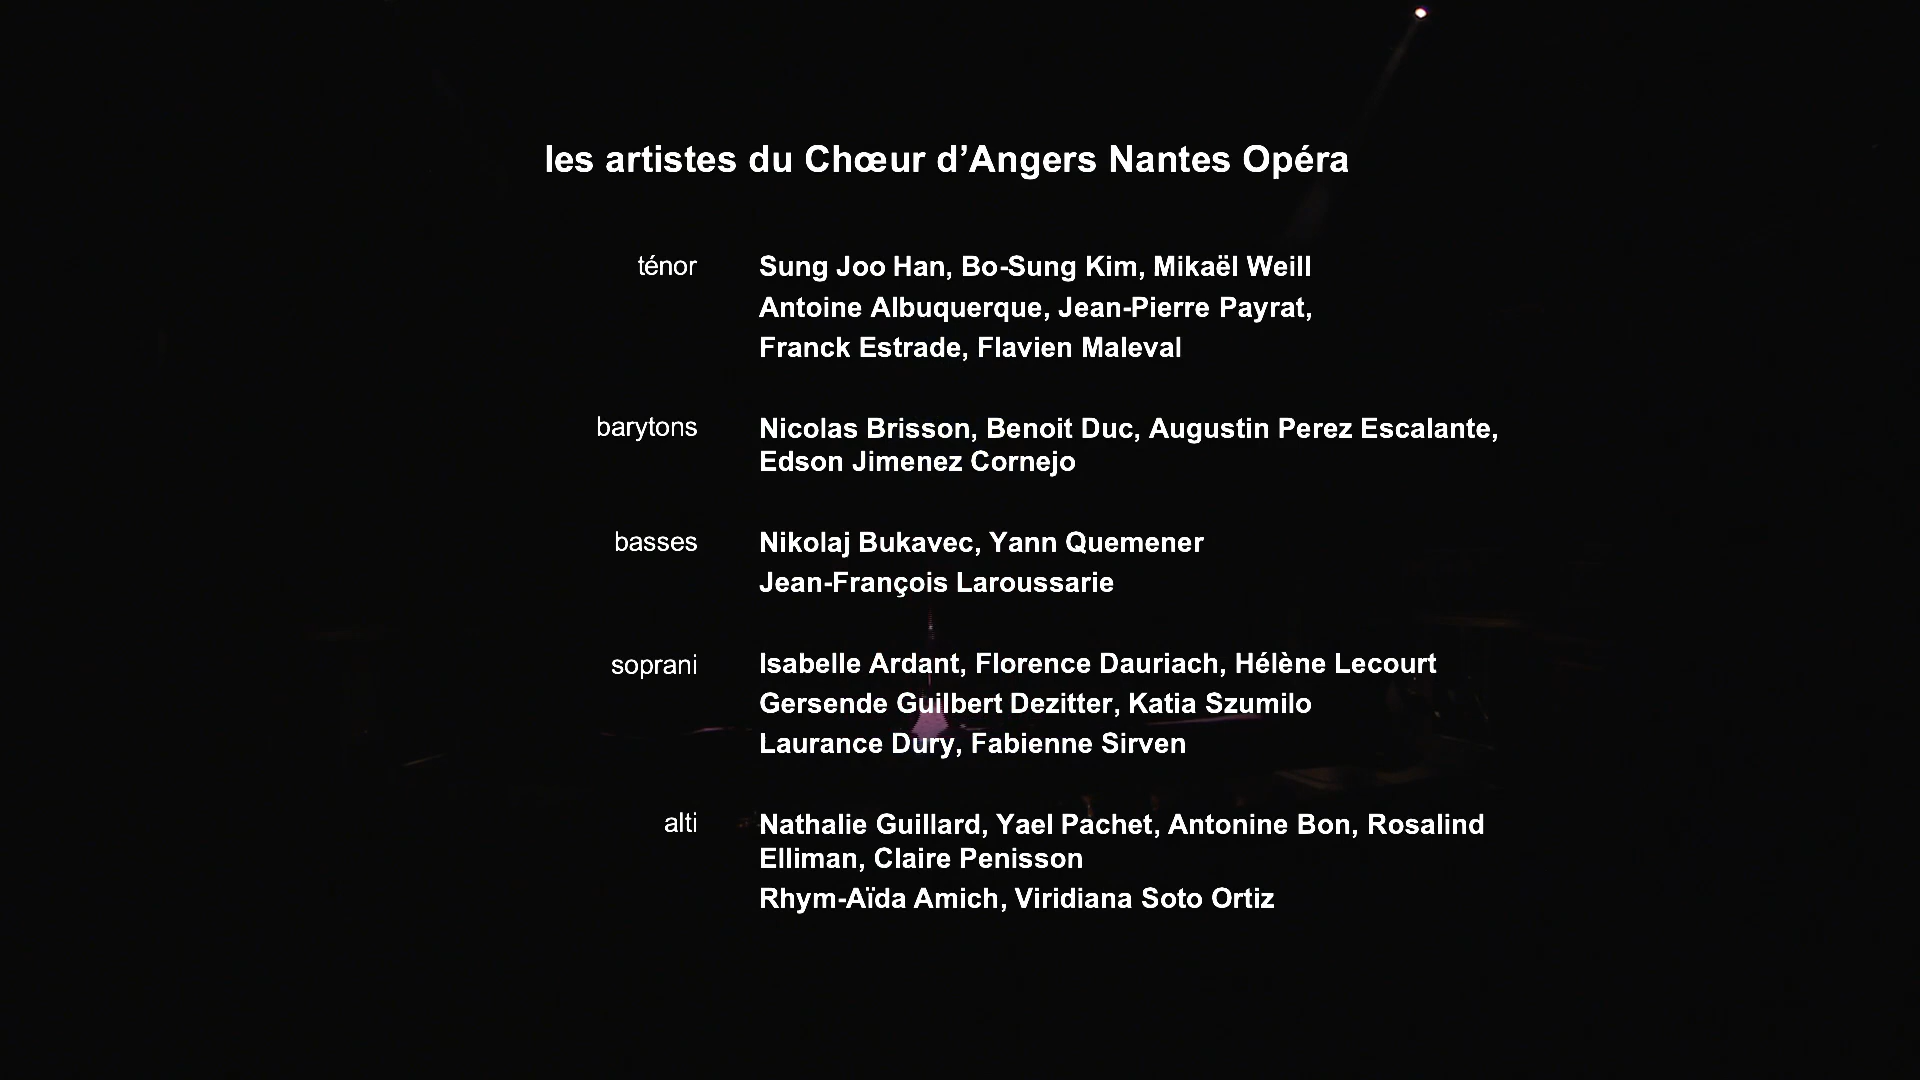 les artistes du Chœur d’Angers Nantes Opéra
ténor Sung Joo Han, Bo-Sung Kim, Mikaël Weill
Antoine Albuquerque, Jean-Pierre Payrat,
Franck Estrade, Flavien Maleval
barytons Nicolas Brisson, Benoit Duc, Augustin Perez Escalante,
Edson Jimenez Cornejo
basses Nikolaj Bukavec, Yann Quemener
Jean-François Laroussarie
soprani Isabelle Ardant, Florence Dauriach, Hélène Lecourt
Gersende Guilbert Dezitter, Katia Szumilo
Laurance Dury, Fabienne Sirven
alti Nathalie Guillard, Yael Pachet, Antonine Bon, Rosalind
Elliman, Claire Penisson
Rhym-Aïda Amich, Viridiana Soto Ortiz